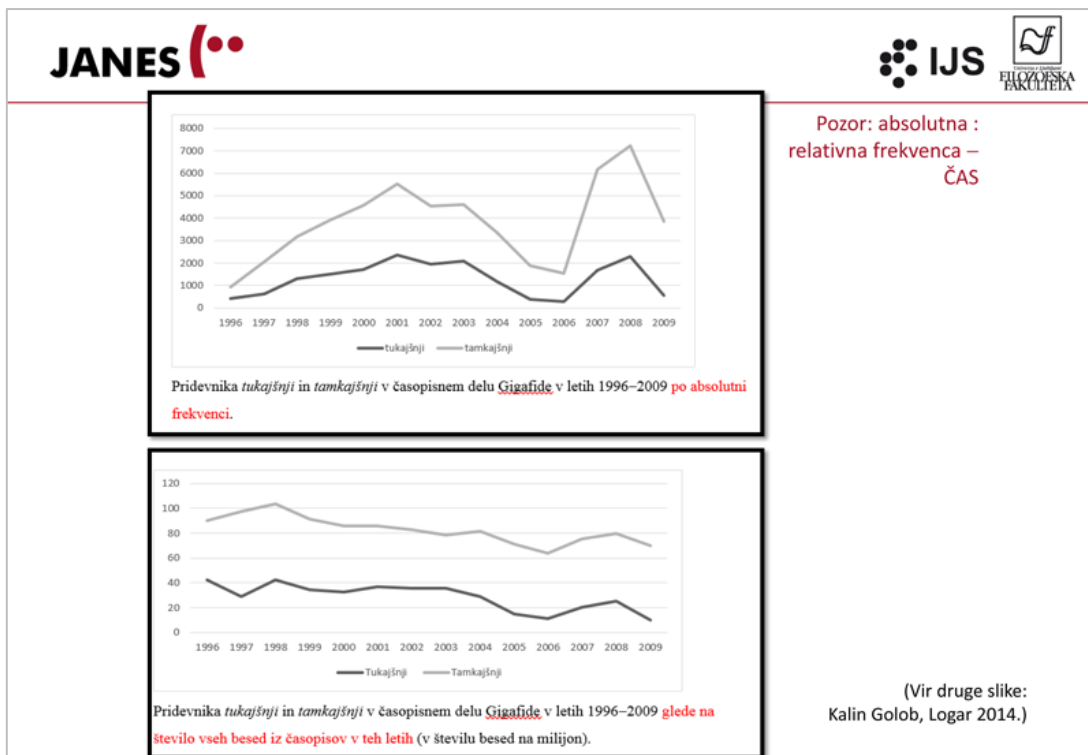 JANES
IJS
Univerza v Ljubljani
FILOZOFSKA
FAKULTETA
Pozor: absolutna :
relativna frekvenca –
ČAS
8000
7000
6000
5000
4000
3000
2000
1000
0
1996 1997 1998 1999 2000 2001 2002 2003 2004 2005 2006 2007 2008 2009
tukajšnji tamkajšnji
Pridevnika tukajšnji in tamkajšnji v časopisnem delu Gigafide v letih 1996–2009 po absolutni
frekvenci.
120
100
80
60
40
20
0
1996 1997 1998 1999 2000 2001 2002 2003 2004 2005 2006 2007 2008 2009
Tukajšnji Tamkajšnji
Pridevnika tukajšnji in tamkajšnji v časopisnem delu Gigafide v letih 1996–2009 glede na
število vseh besed iz časopisov v teh letih (v številu besed na milijon).
(Vir druge slike:
Kalin Golob, Logar 2014.)